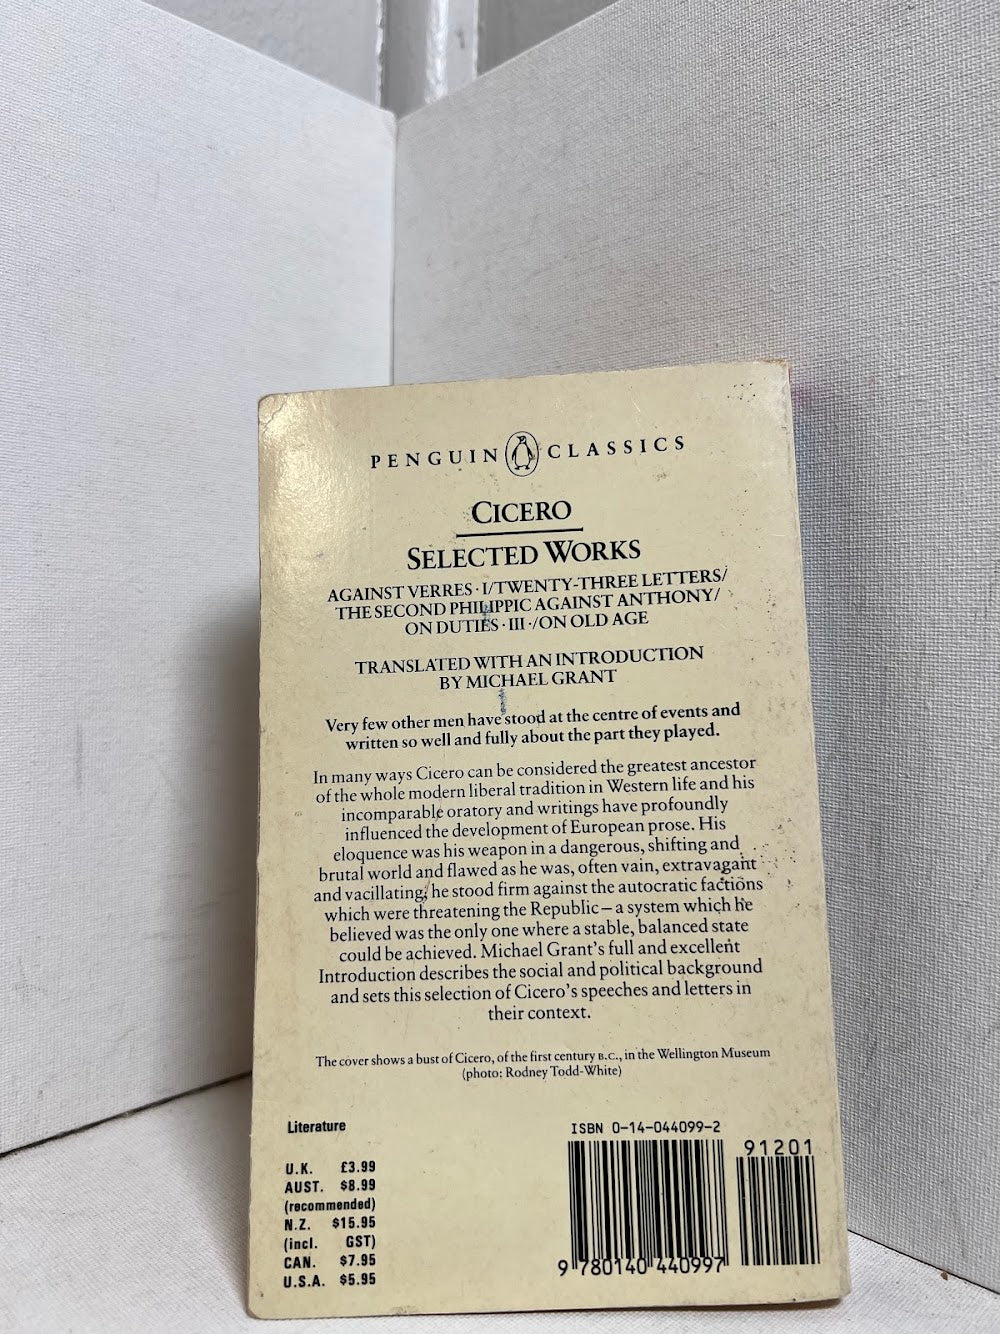 PENGUIN CLASSICS
CICERO
SELECTED WORKS
AGAINST VERRES · I/TWENTY-THREE LETTERS/
THE SECOND PHILIPPIC AGAINST ANTHONY/
ON DUTIES · III ·/ON OLD AGE
TRANSLATED WITH AN INTRODUCTION
BY MICHAEL GRANT
Very few other men have stood at the centre of events and
written so well and fully about the part they played.
In many ways Cicero can be considered the greatest ancestor
of the whole modern liberal tradition in Western life and his
incomparable oratory and writings have profoundly
influenced the development of European prose. His
eloquence was his weapon in a dangerous, shifting and
brutal world and flawed as he was, often vain, extravagant
and vacillating, he stood firm against the autocratic factions
which were threatening the Republic – a system which he
believed was the only one where a stable, balanced state
could be achieved. Michael Grant's full and excellent
Introduction describes the social and political background
and sets this selection of Cicero's speeches and letters in
their context.
The cover shows a bust of Cicero, of the first century B.C., in the Wellington Museum
(photo: Rodney Todd-White)
Literature
U.K. £3.99
AUST. $8.99
(recommended)
N.Z. $15.95
(incl. GST)
CAN. $7.95
U.S.A. $5.95
ISBN 0-14-044099-2
91201
9 780140 440997